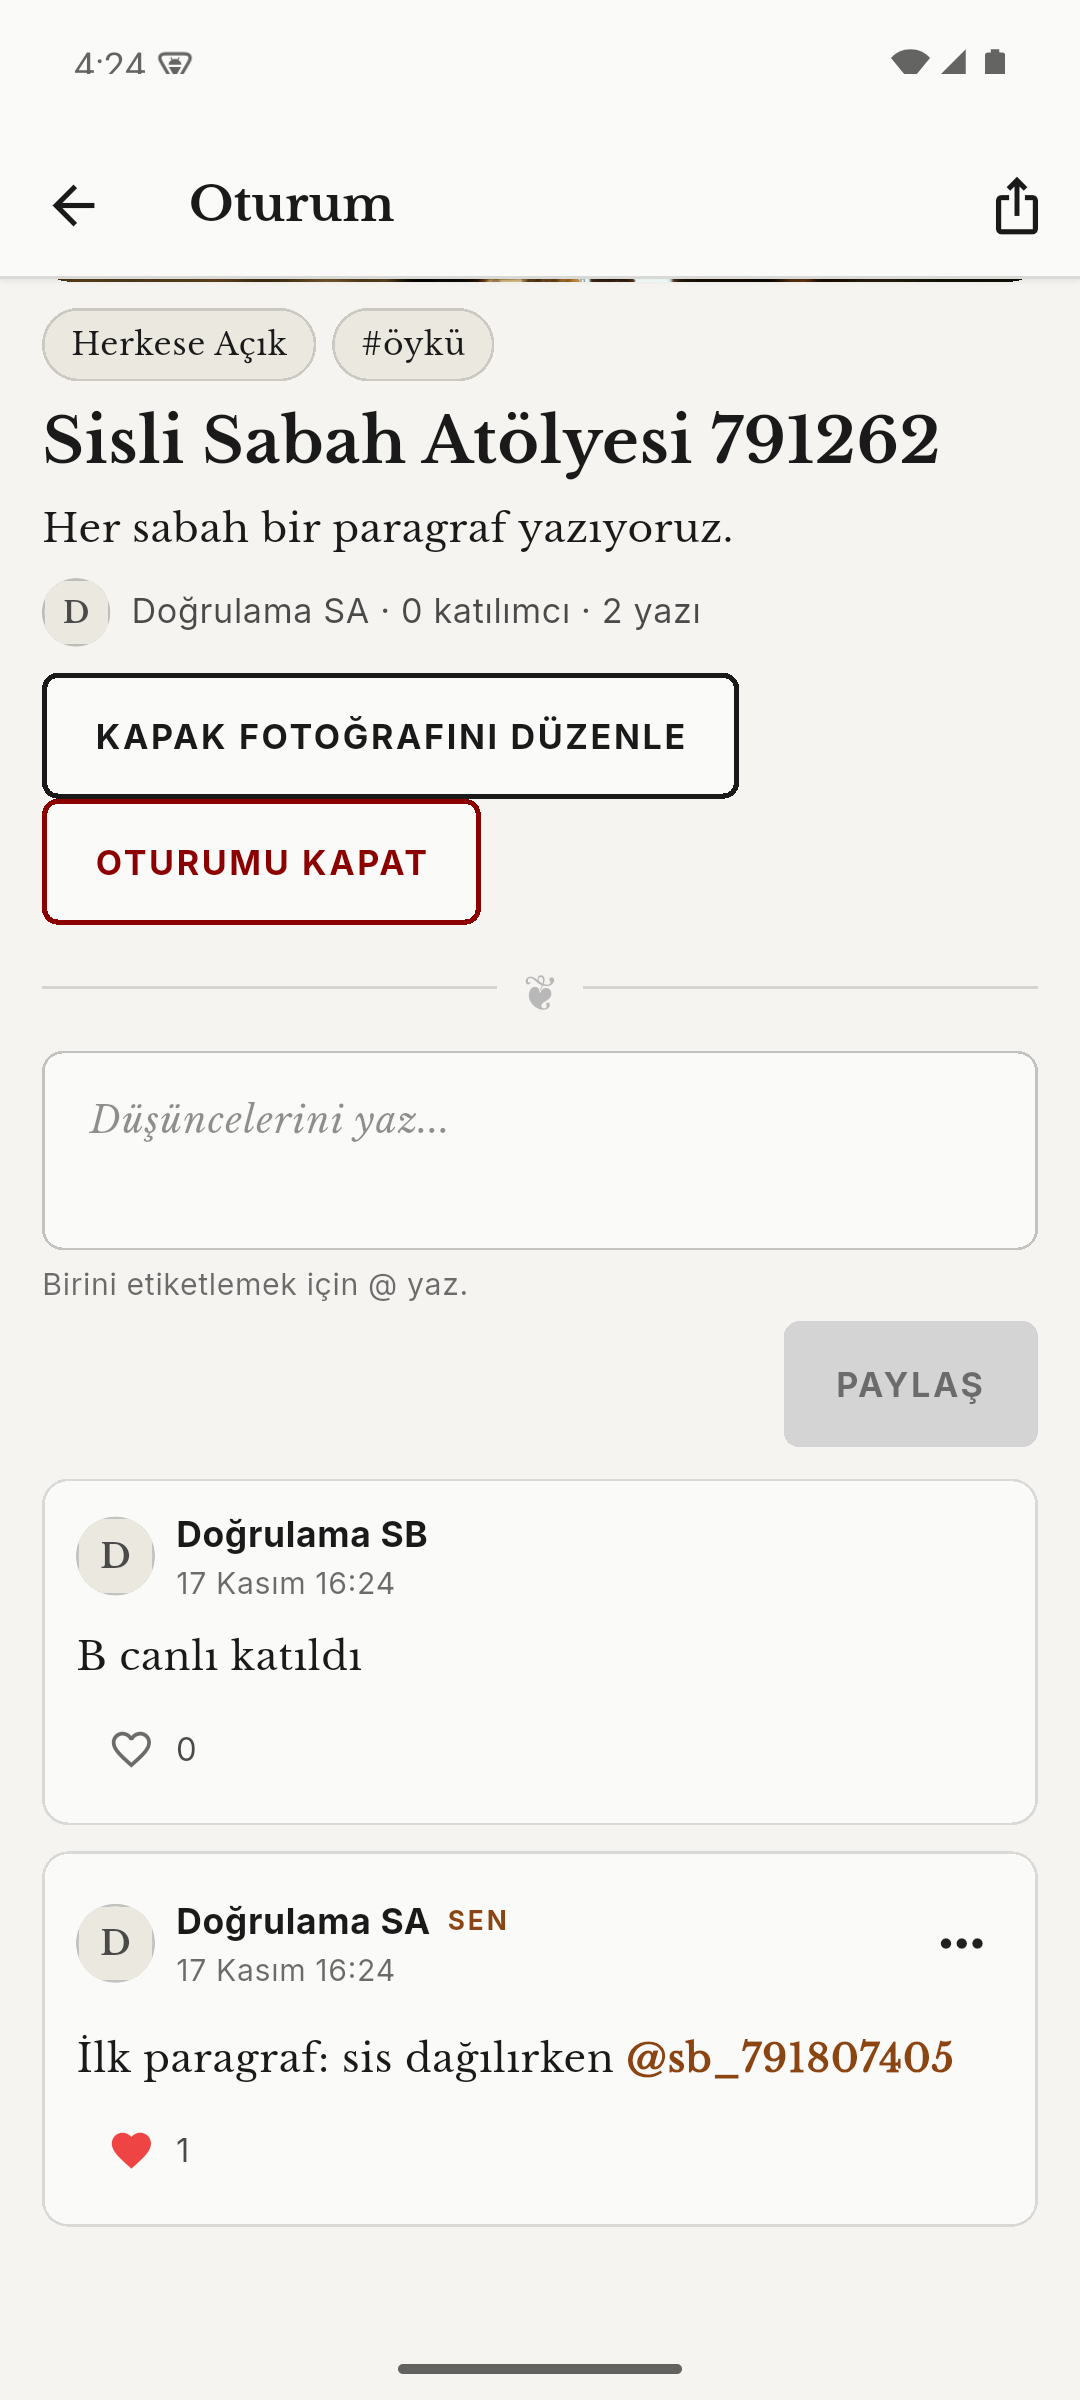 4:24
Oturum
Herkese Açık #öykü
Sisli Sabah Atölyesi 791262
Her sabah bir paragraf yazıyoruz.
D Doğrulama SA · 0 katılımcı · 2 yazı
KAPAK FOTOĞRAFINI DÜZENLE
OTURUMU KAPAT
Düşüncelerini yaz...
Birini etiketlemek için @ yaz.
PAYLAŞ
D Doğrulama SB
17 Kasım 16:24
B canlı katıldı
0
D Doğrulama SA SEN
17 Kasım 16:24
İlk paragraf: sis dağılırken @sb_791807405
1